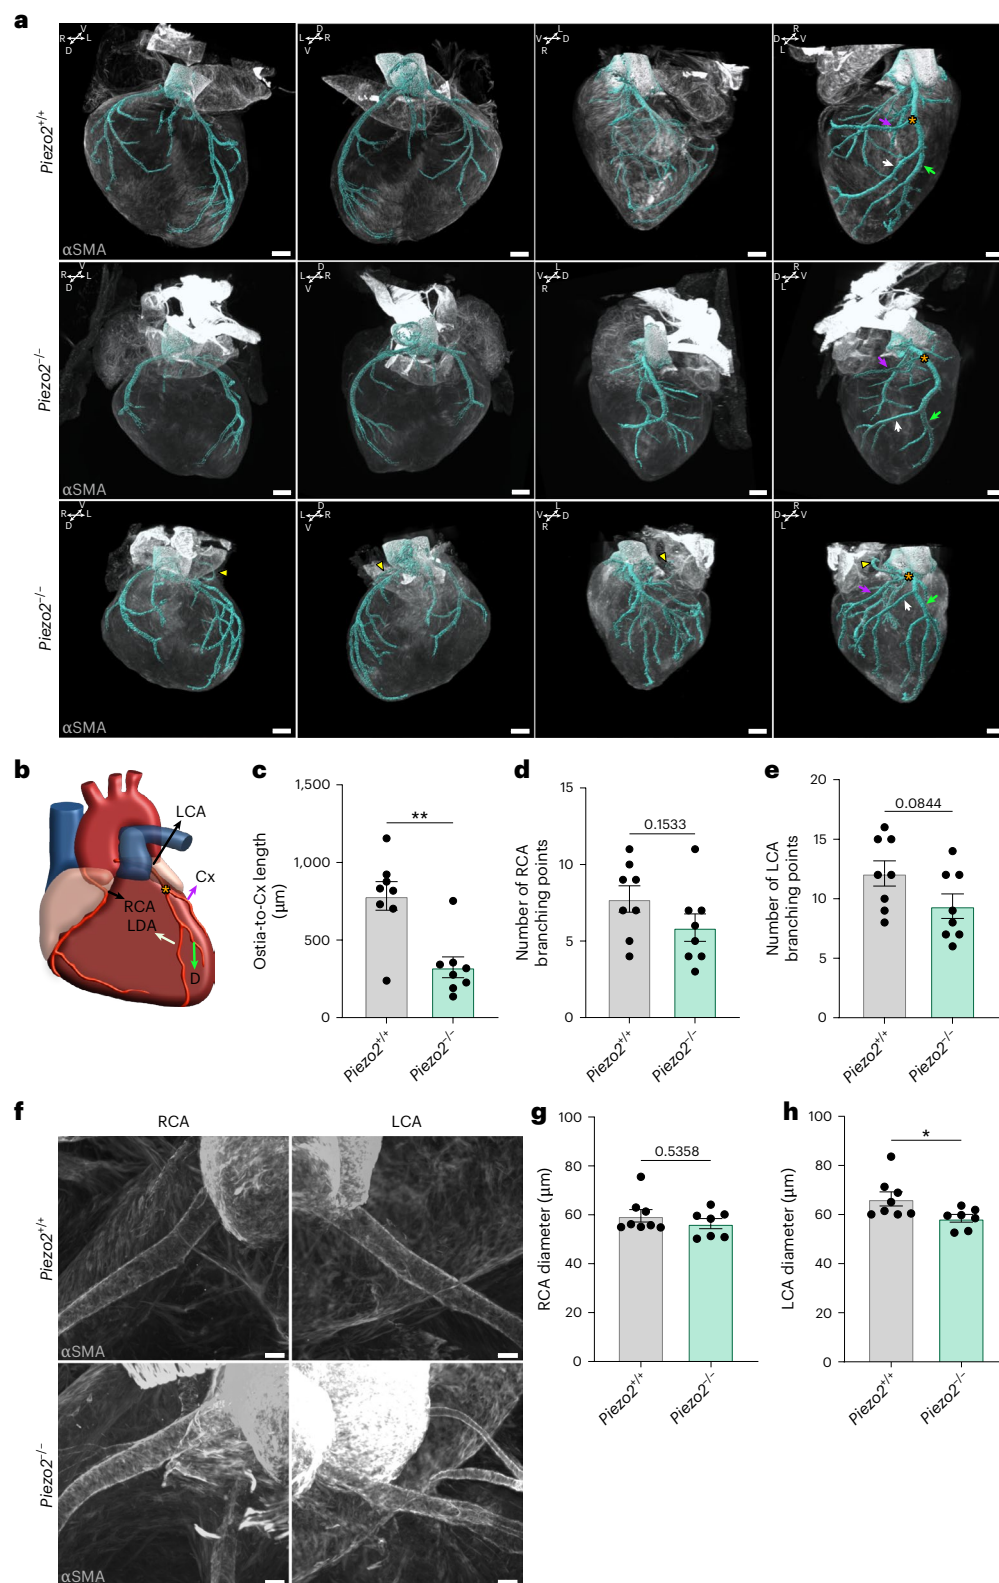 a
V
R L
D
D
L R
V
L
V D
R
R
D V
L
Piezo2+/+
αSMA
V
R L
D
D
L R
V
L
V D
R
R
D V
L
Piezo2−/−
αSMA
V
R L
D
D
L R
V
L
V D
R
R
D V
L
Piezo2−/−
αSMA
b
LCA
Cx
*
RCA
LDA
D
c
Ostia-to-Cx length
(μm)
1,500
1,000
500
0
**
Piezo2+/+
Piezo2−/−
d
Number of RCA
branching points
15
10
5
0
0.1533
Piezo2+/+
Piezo2−/−
e
Number of LCA
branching points
20
15
10
5
0
0.0844
Piezo2+/+
Piezo2−/−
f
RCA
LCA
Piezo2+/+
αSMA
Piezo2−/−
αSMA
g
RCA diameter (μm)
100
80
60
40
20
0
0.5358
Piezo2+/+
Piezo2−/−
h
LCA diameter (μm)
100
80
60
40
20
0
*
Piezo2+/+
Piezo2−/−